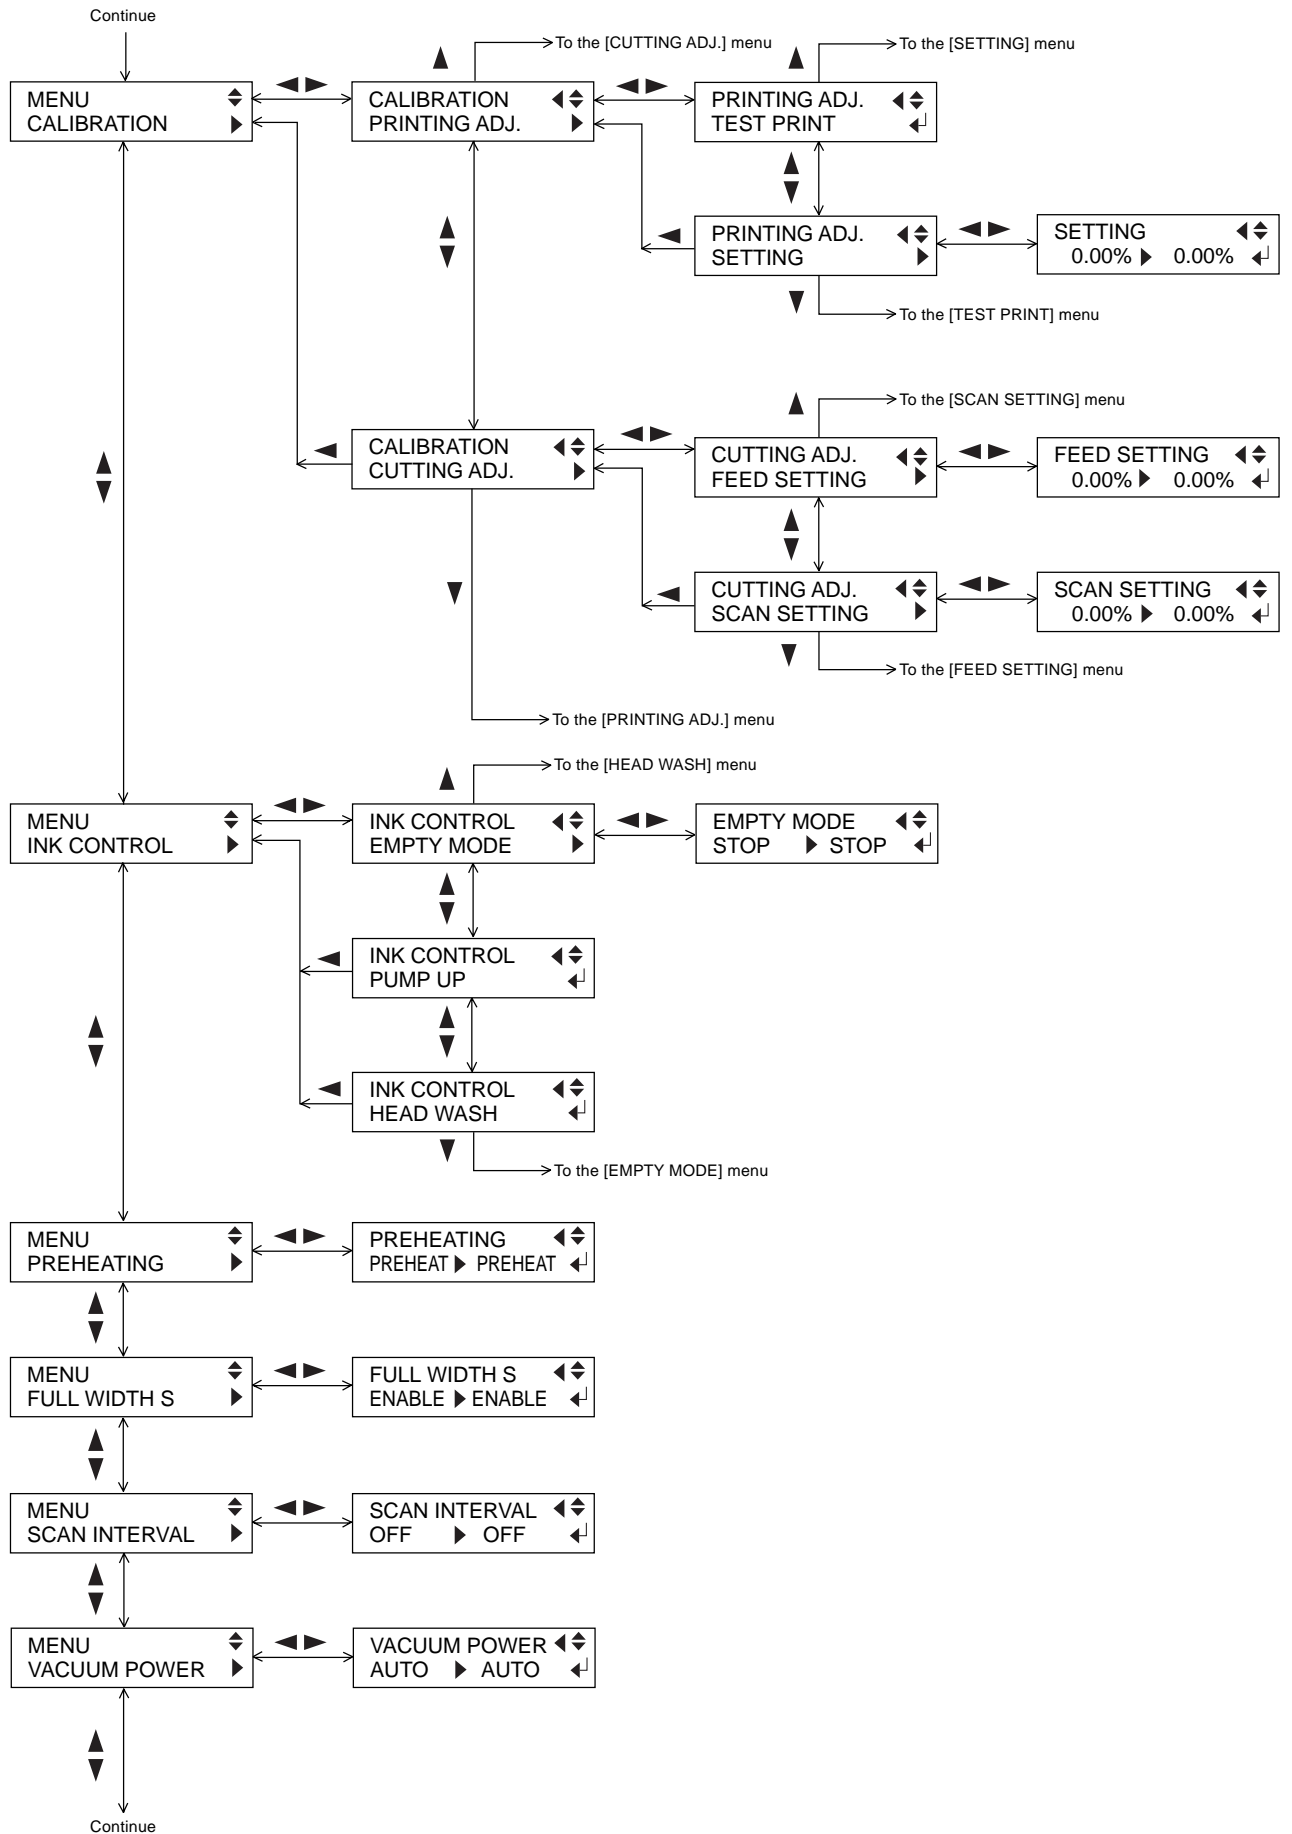 Continue
To the [CUTTING ADJ.] menu
To the [SETTING] menu
MENU
CALIBRATION
CALIBRATION
PRINTING ADJ.
PRINTING ADJ.
TEST PRINT
PRINTING ADJ.
SETTING
SETTING
0.00% 0.00%
To the [TEST PRINT] menu
To the [SCAN SETTING] menu
CALIBRATION
CUTTING ADJ.
CUTTING ADJ.
FEED SETTING
FEED SETTING
0.00% 0.00%
CUTTING ADJ.
SCAN SETTING
SCAN SETTING
0.00% 0.00%
To the [FEED SETTING] menu
To the [PRINTING ADJ.] menu
To the [HEAD WASH] menu
MENU
INK CONTROL
INK CONTROL
EMPTY MODE
EMPTY MODE
STOP STOP
INK CONTROL
PUMP UP
INK CONTROL
HEAD WASH
To the [EMPTY MODE] menu
MENU
PREHEATING
PREHEATING
PREHEAT PREHEAT
MENU
FULL WIDTH S
FULL WIDTH S
ENABLE ENABLE
MENU
SCAN INTERVAL
SCAN INTERVAL
OFF OFF
MENU
VACUUM POWER
VACUUM POWER
AUTO AUTO
Continue